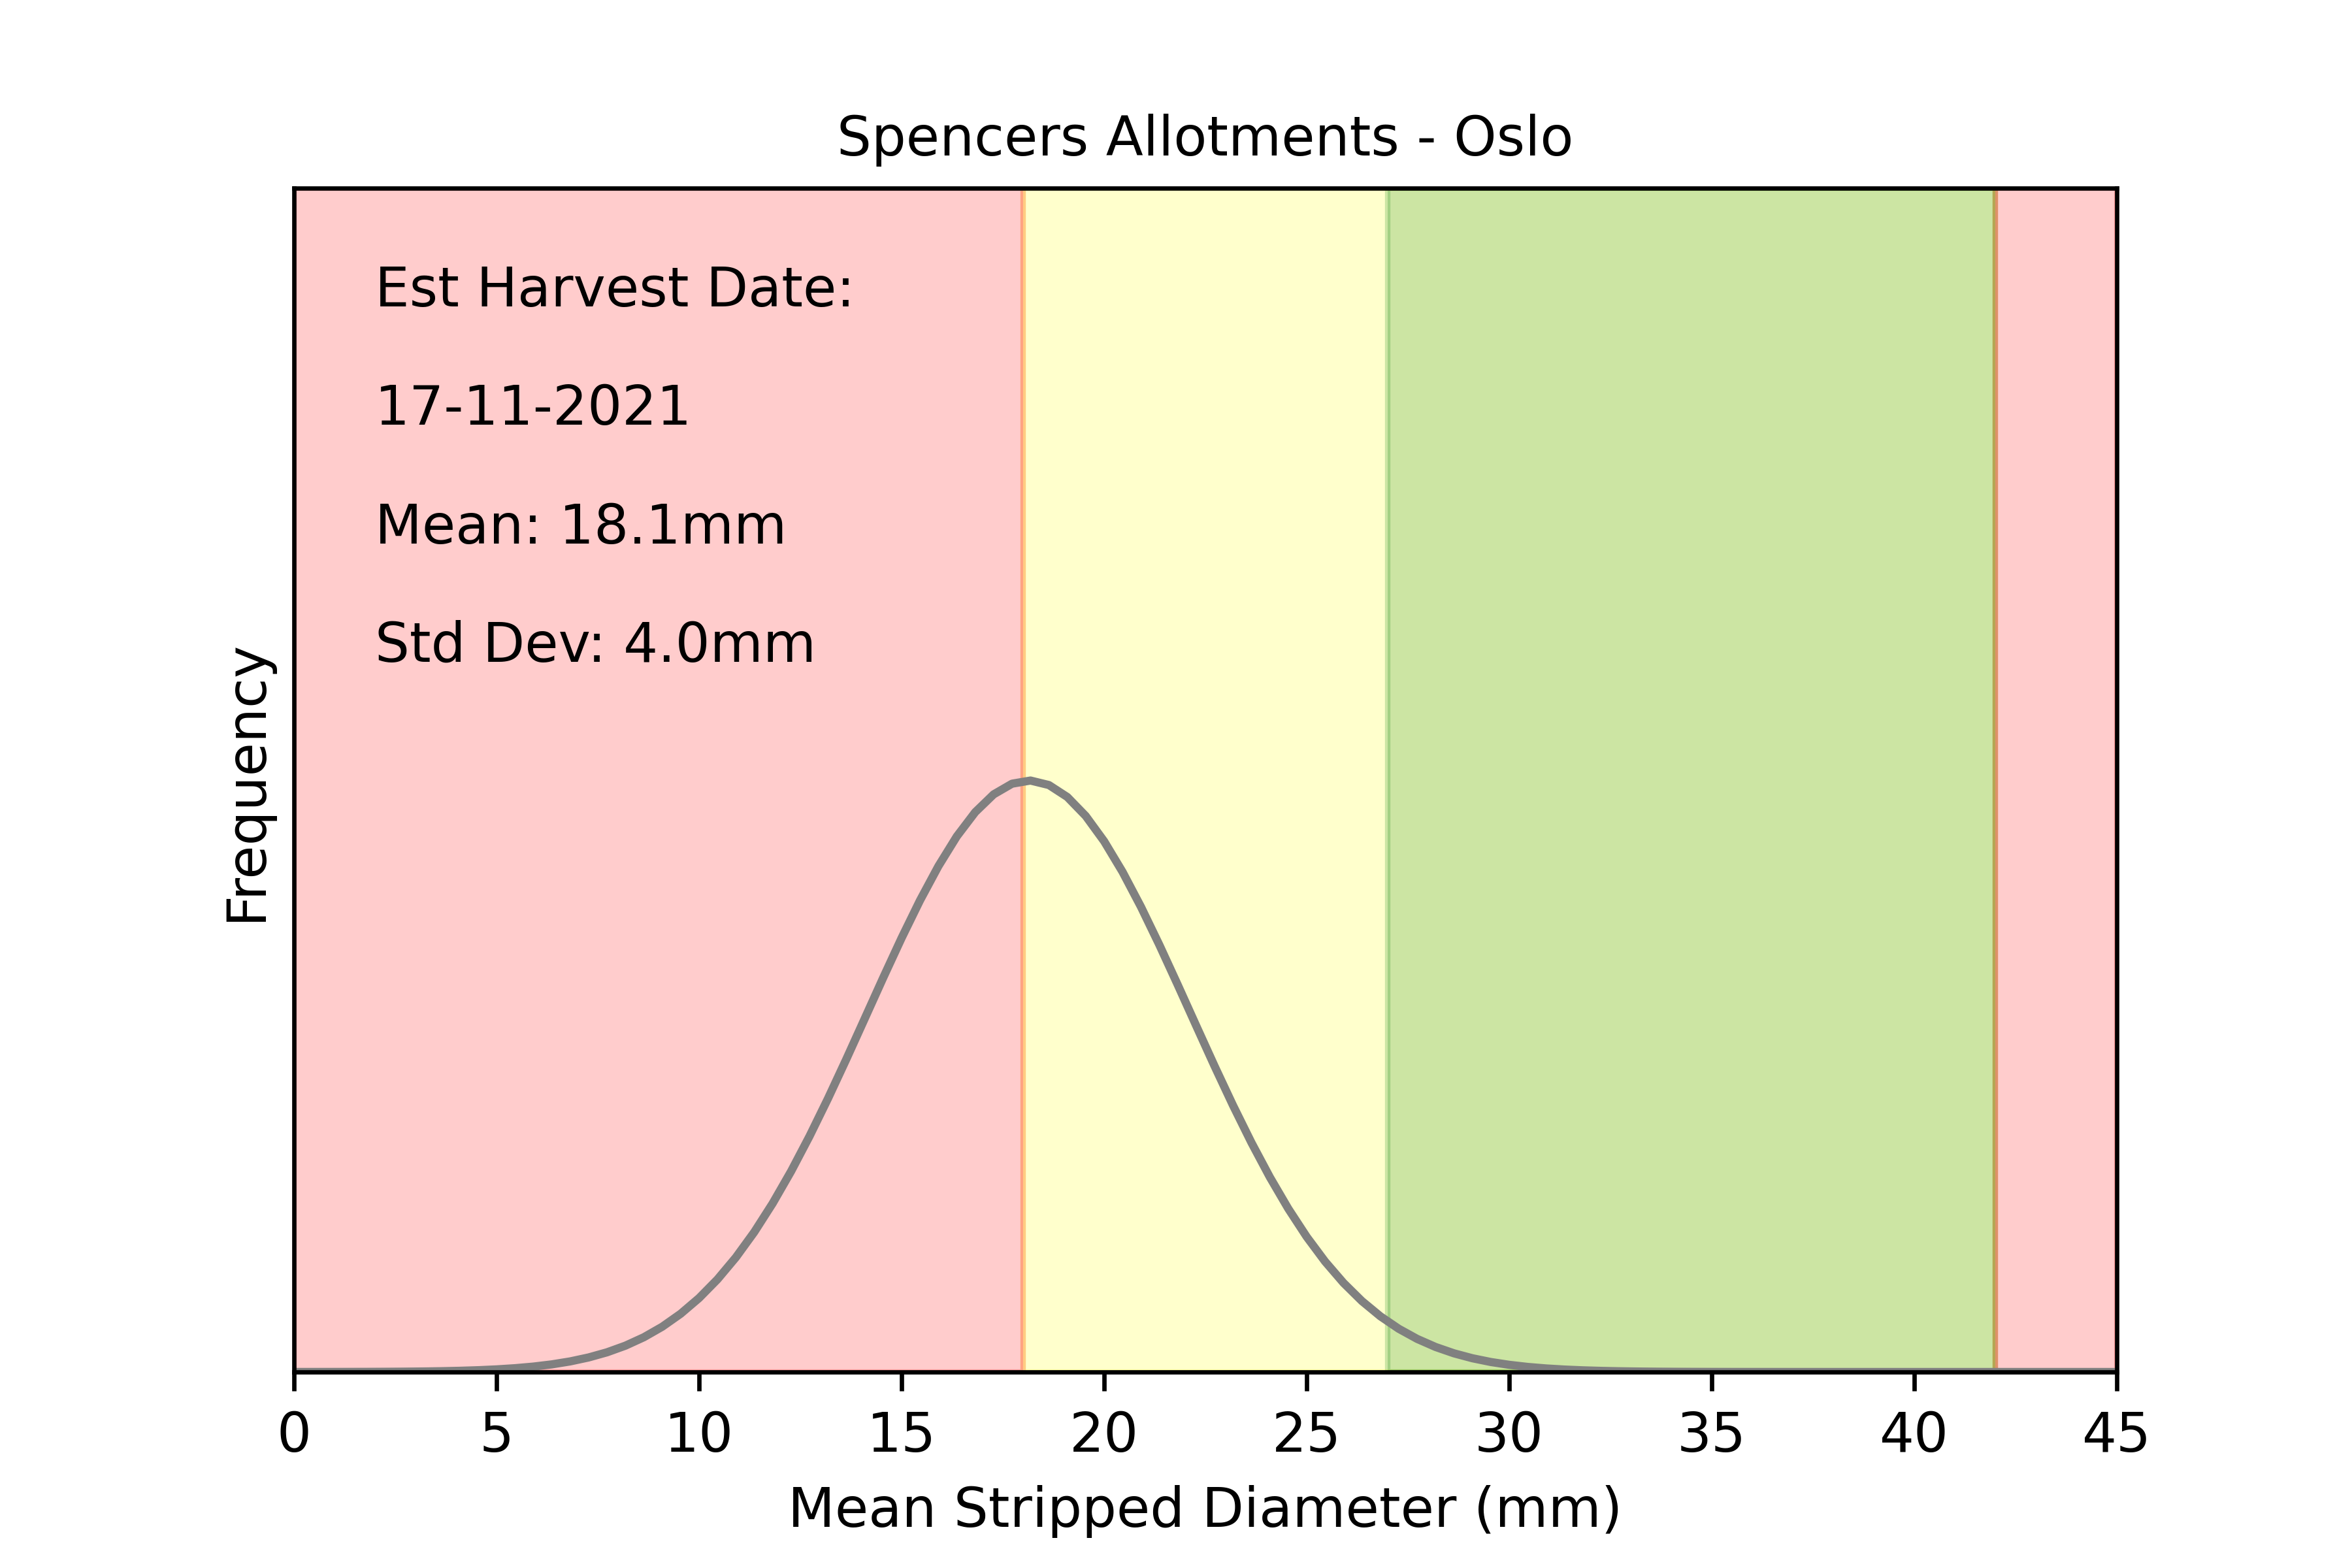 Spencers Allotments - Oslo
Est Harvest Date:
17-11-2021
Mean: 18.1mm
Std Dev: 4.0mm
Frequency
0 5 10 15 20 25 30 35 40 45
Mean Stripped Diameter (mm)